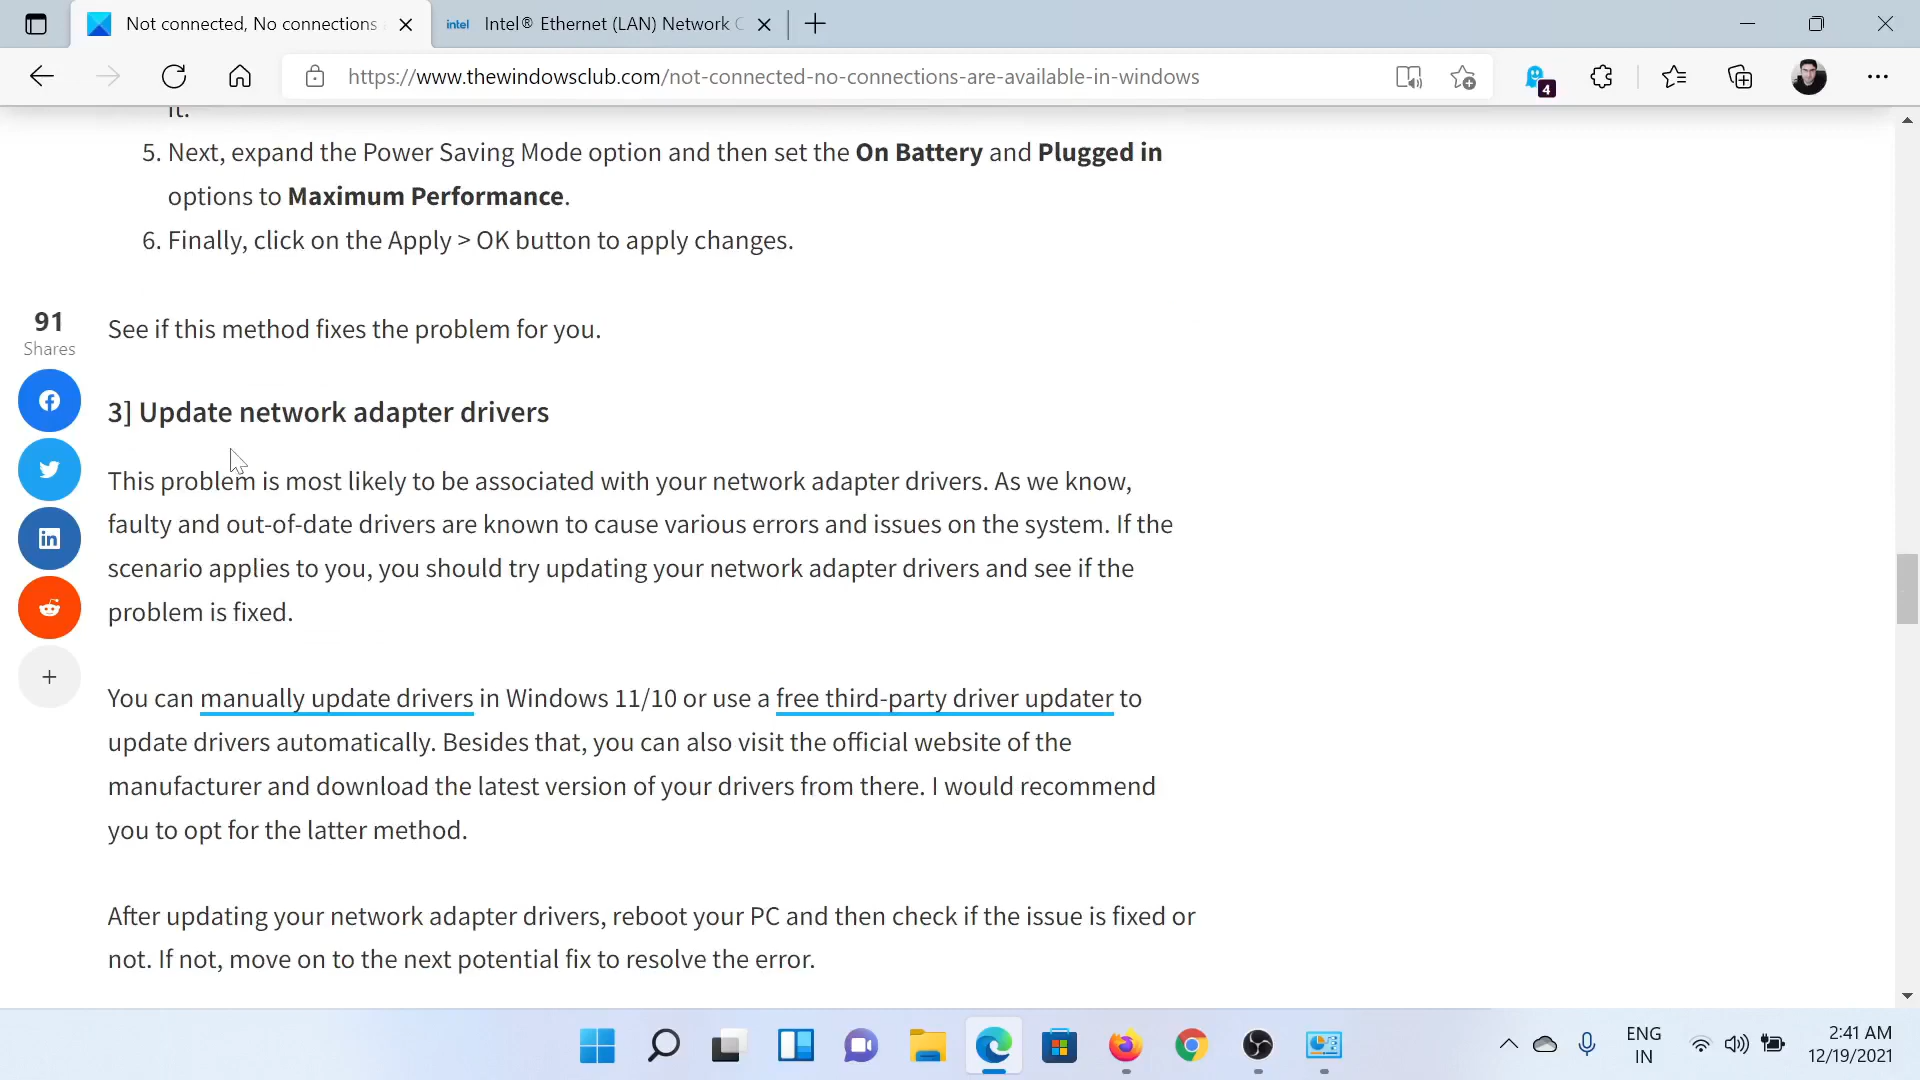 Not connected, No connections
intel Intel® Ethernet (LAN) Network C
https://www.thewindowsclub.com/not-connected-no-connections-are-available-in-windows
4
it.
5. Next, expand the Power Saving Mode option and then set the On Battery and Plugged in
options to Maximum Performance.
6. Finally, click on the Apply > OK button to apply changes.
91
Shares
See if this method fixes the problem for you.
3] Update network adapter drivers
This problem is most likely to be associated with your network adapter drivers. As we know,
faulty and out-of-date drivers are known to cause various errors and issues on the system. If the
scenario applies to you, you should try updating your network adapter drivers and see if the
problem is fixed.
You can manually update drivers in Windows 11/10 or use a free third-party driver updater to
update drivers automatically. Besides that, you can also visit the official website of the
manufacturer and download the latest version of your drivers from there. I would recommend
you to opt for the latter method.
After updating your network adapter drivers, reboot your PC and then check if the issue is fixed or
not. If not, move on to the next potential fix to resolve the error.
ENG
IN
2:41 AM
12/19/2021